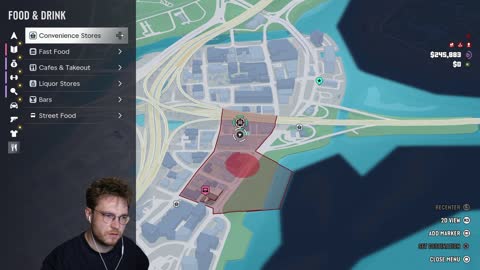 FOOD & DRINK
Convenience Stores
Fast Food
Cafes & Takeout
Liquor Stores
Bars
Street Food
$245,883
$0
RECENTER
2D VIEW
ADD MARKER
SET DESTINATION
CLOSE MENU